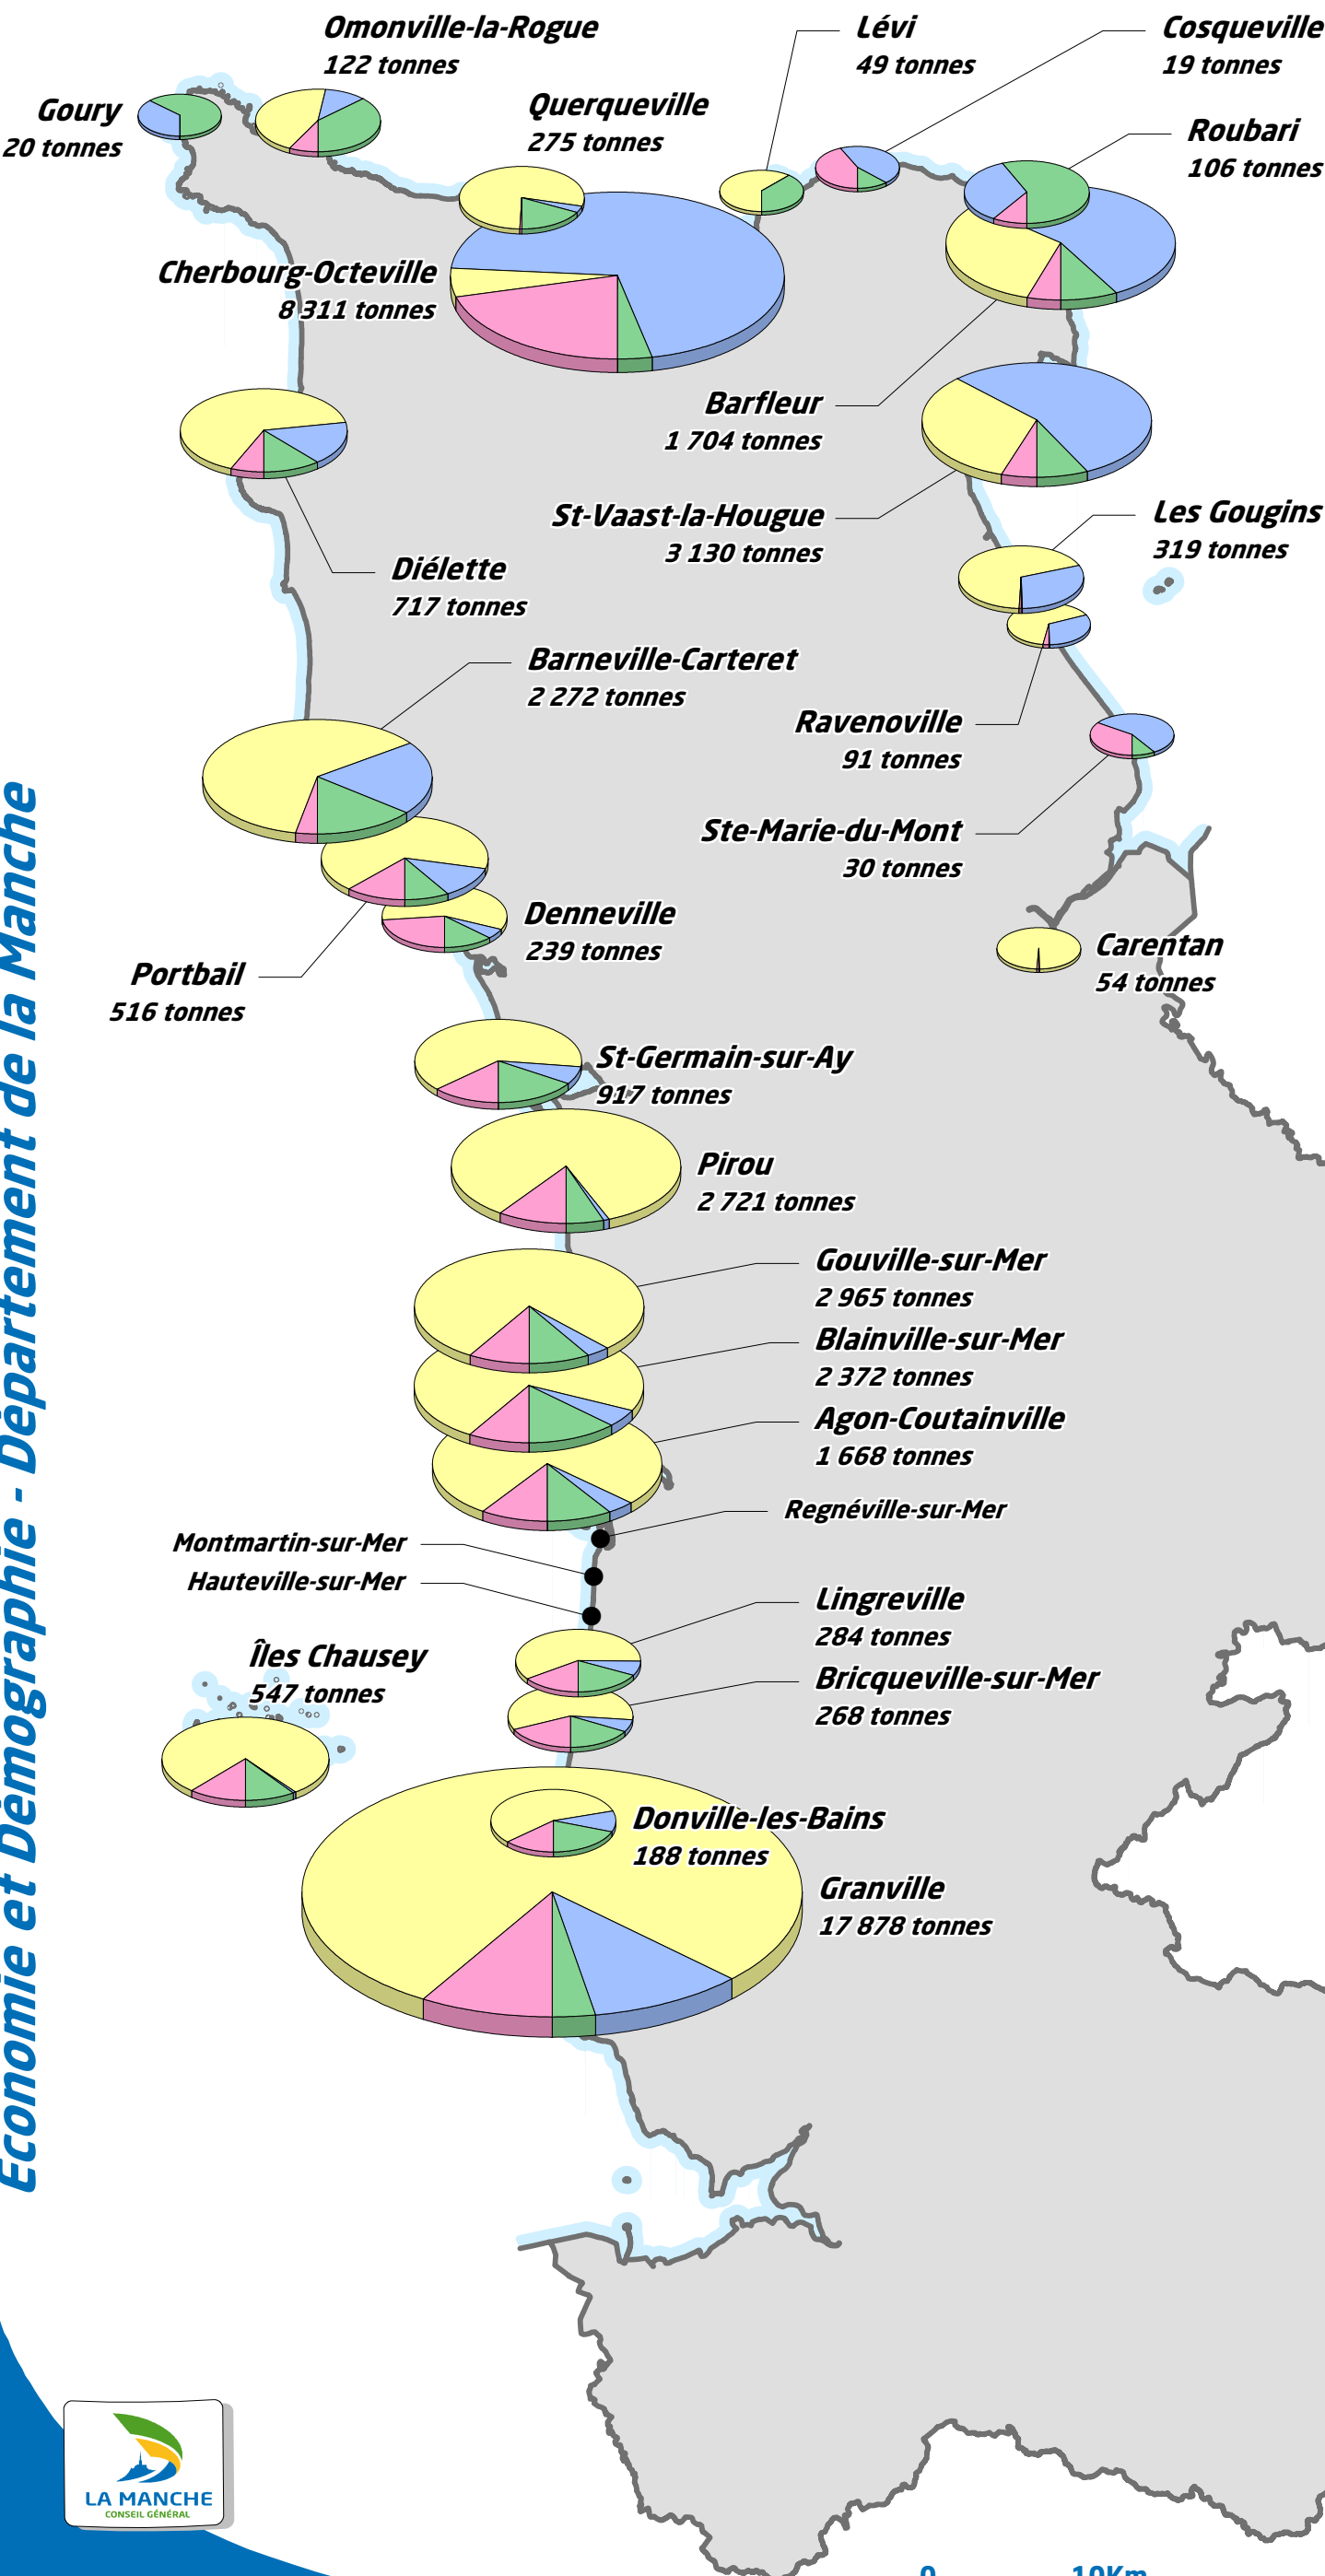 Omonville-la-Rogue
122 tonnes
Lévi
49 tonnes
Cosqueville
19 tonnes
Goury
20 tonnes
Querqueville
275 tonnes
Roubari
106 tonnes
Cherbourg-Octeville
8 311 tonnes
Barfleur
1 704 tonnes
St-Vaast-la-Hougue
3 130 tonnes
Les Gougins
319 tonnes
Diélette
717 tonnes
Barneville-Carteret
2 272 tonnes
Ravenoville
91 tonnes
Ste-Marie-du-Mont
30 tonnes
Denneville
239 tonnes
Carentan
54 tonnes
Portbail
516 tonnes
St-Germain-sur-Ay
917 tonnes
Pirou
2 721 tonnes
Gouville-sur-Mer
2 965 tonnes
Blainville-sur-Mer
2 372 tonnes
Agon-Coutainville
1 668 tonnes
Regnéville-sur-Mer
Montmartin-sur-Mer
Hauteville-sur-Mer
Lingreville
284 tonnes
Îles Chausey
547 tonnes
Bricqueville-sur-Mer
268 tonnes
Donville-les-Bains
188 tonnes
Granville
17 878 tonnes
Economie et Démographie - Département de la Manche
LA MANCHE
CONSEIL GÉNÉRAL
0 10Km